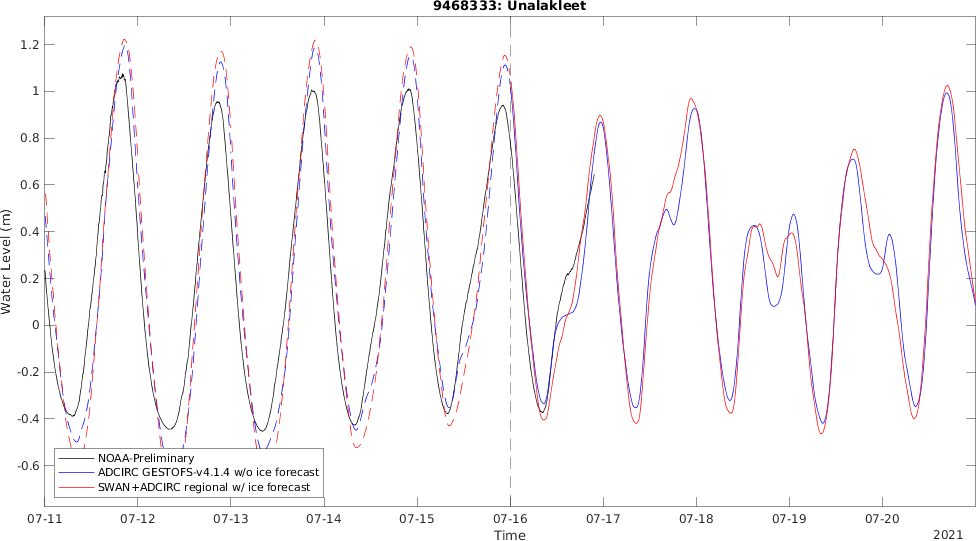 9468333: Unalakleet
1.2
1
0.8
0.6
0.4
0.2
0
-0.2
-0.4
-0.6
Water Level (m)
NOAA-Preliminary
ADCIRC GESTOFS-v4.1.4 w/o ice forecast
SWAN+ADCIRC regional w/ ice forecast
07-11 07-12 07-13 07-14 07-15 07-16 07-17 07-18 07-19 07-20
Time
2021